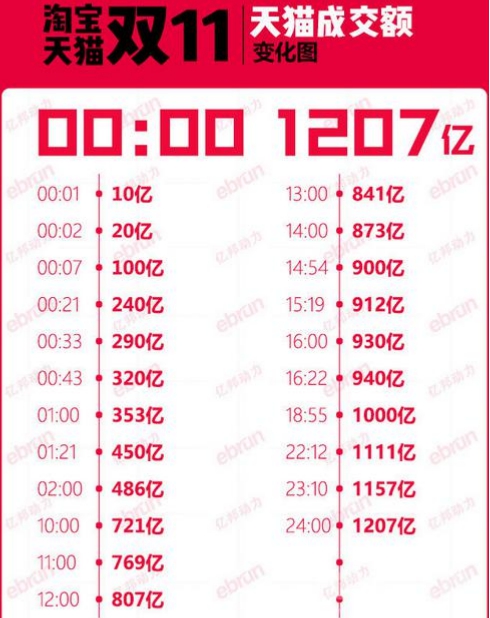 淘宝
天猫
双11
天猫成交额
变化图
00:00 1207亿
00:01 10亿
00:02 20亿
00:07 100亿
00:21 240亿
00:33 290亿
00:43 320亿
01:00 353亿
01:21 450亿
02:00 486亿
10:00 721亿
11:00 769亿
12:00 807亿
13:00 841亿
14:00 873亿
14:54 900亿
15:19 912亿
16:00 930亿
16:22 940亿
18:55 1000亿
22:12 1111亿
23:10 1157亿
24:00 1207亿
亿邦动力
ebrun